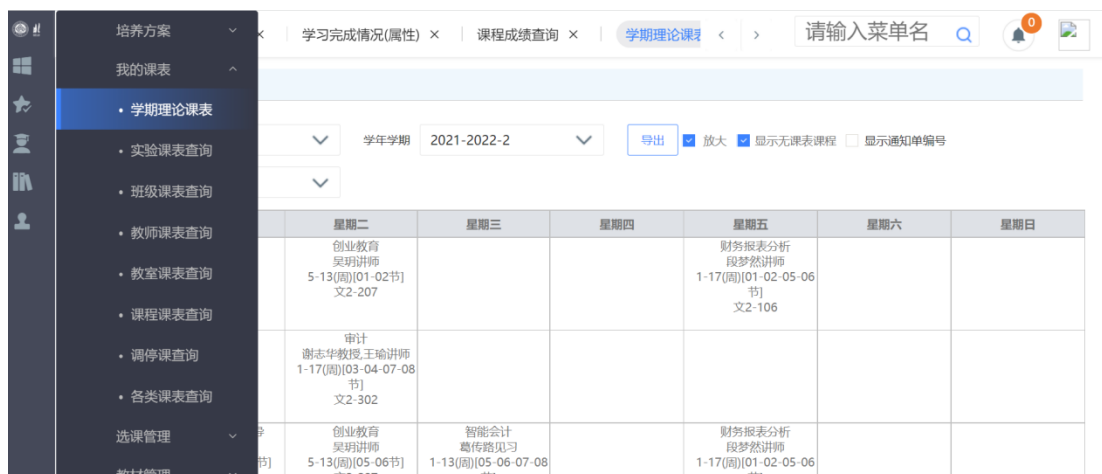 培养方案
学习完成情况(属性) ×
课程成绩查询 ×
学期理论课表
请输入菜单名
0
我的课表
学期理论课表
实验课表查询
班级课表查询
教师课表查询
教室课表查询
课程课表查询
调停课查询
各类课表查询
选课管理
教材管理
学年学期
2021-2022-2
导出
放大
显示无课表课程
显示通知单编号
星期二
星期三
星期四
星期五
星期六
星期日
创业教育
吴玥讲师
5-13(周)[01-02节]
文2-207
财务报表分析
段梦然讲师
1-17(周)[01-02-05-06
节]
文2-106
审计
谢志华教授,王瑜讲师
1-17(周)[03-04-07-08
节]
文2-302
节]
创业教育
吴玥讲师
5-13(周)[05-06节]
智能会计
葛传路见习
1-13(周)[05-06-07-08
财务报表分析
段梦然讲师
1-17(周)[01-02-05-06